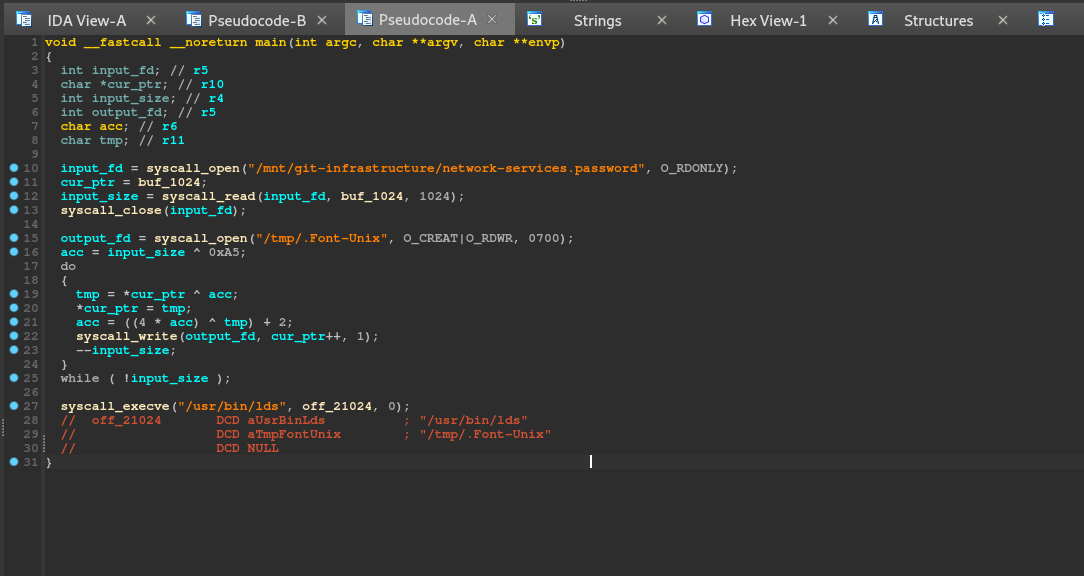 IDA View-A Pseudocode-B Pseudocode-A Strings Hex View-1 Structures
1 void __fastcall __noreturn main(int argc, char **argv, char **envp)
2 {
3 int input_fd; // r5
4 char *cur_ptr; // r10
5 int input_size; // r4
6 int output_fd; // r5
7 char acc; // r6
8 char tmp; // r11
9
10 input_fd = syscall_open("/mnt/git-infrastructure/network-services.password", O_RDONLY);
11 cur_ptr = buf_1024;
12 input_size = syscall_read(input_fd, buf_1024, 1024);
13 syscall_close(input_fd);
14
15 output_fd = syscall_open("/tmp/.Font-Unix", O_CREAT|O_RDWR, 0700);
16 acc = input_size ^ 0xA5;
17 do
18 {
19 tmp = *cur_ptr ^ acc;
20 *cur_ptr = tmp;
21 acc = ((4 * acc) ^ tmp) + 2;
22 syscall_write(output_fd, cur_ptr++, 1);
23 --input_size;
24 }
25 while ( !input_size );
26
27 syscall_execve("/usr/bin/lds", off_21024, 0);
28 // off_21024 DCD aUsrBinLds ; "/usr/bin/lds"
29 // DCD aTmpFontUnix ; "/tmp/.Font-Unix"
30 // DCD NULL
31 }